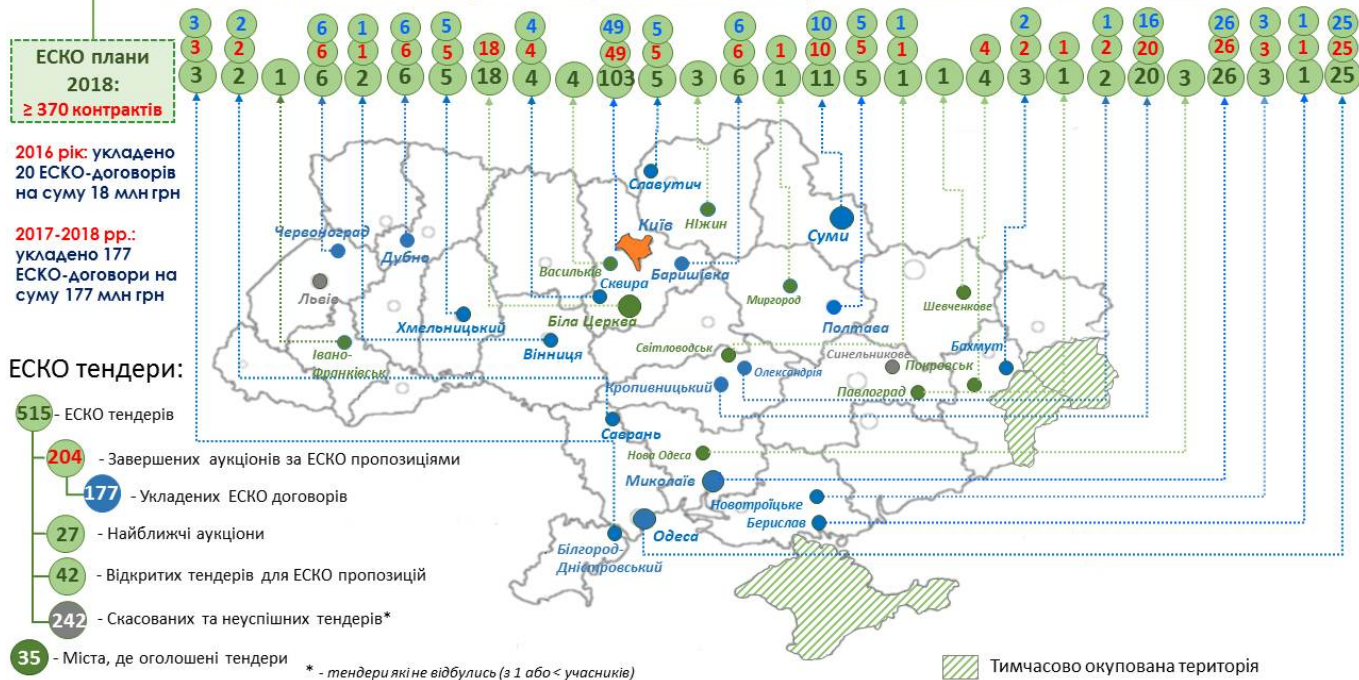 3 2 6 1 6 5 4 49 5 6 10 5 1 2 1 16 26 3 1 25
3 2 6 1 6 5 18 4 49 5 6 1 10 5 1 4 2 1 2 20 26 3 1 25
3 2 1 6 2 6 5 18 4 4 103 5 3 6 1 11 5 1 1 4 3 1 2 20 3 26 3 1 25
ЕСКО плани
2018:
≥ 370 контрактів
2016 рік: укладено
20 ЕСКО-договорів
на суму 18 млн грн
2017-2018 рр.:
укладено 177
ЕСКО-договори на
суму 177 млн грн
Славутич
Ніжин
Київ
Суми
Червоноград
Дубно
Васильків
Сквира
Баришівка
Львів
Миргород
Шевченкове
Біла Церква
Полтава
Хмельницький
Вінниця
Бахмут
Світловодськ
Синельникове
Покровськ
Івано-
Франківськ
Олександрія
Кропивницький
Павлоград
Саврань
Нова Одеса
Миколаїв
Новотроїцьке
Берислав
Одеса
Білгород-
Дністровський
ЕСКО тендери:
515 - ЕСКО тендерів
204 - Завершених аукціонів за ЕСКО пропозиціями
177 - Укладених ЕСКО договорів
27 - Найближчі аукціони
42 - Відкритих тендерів для ЕСКО пропозицій
242 - Скасованих та неуспішних тендерів*
35 - Міста, де оголошені тендери
* - тендери які не відбулись (з 1 або < учасників)
Тимчасово окупована територія